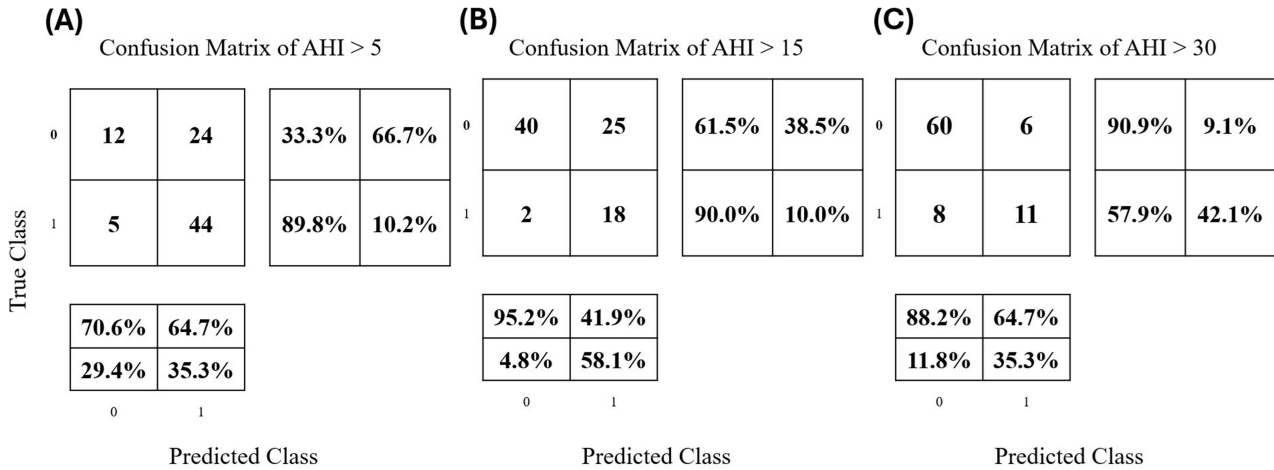 (A)
Confusion Matrix of AHI > 5
True Class
0
12 24
33.3% 66.7%
1
5 44
89.8% 10.2%
70.6% 64.7%
29.4% 35.3%
0 1
Predicted Class
(B)
Confusion Matrix of AHI > 15
0
40 25
61.5% 38.5%
1
2 18
90.0% 10.0%
95.2% 41.9%
4.8% 58.1%
0 1
Predicted Class
(C)
Confusion Matrix of AHI > 30
0
60 6
90.9% 9.1%
1
8 11
57.9% 42.1%
88.2% 64.7%
11.8% 35.3%
0 1
Predicted Class